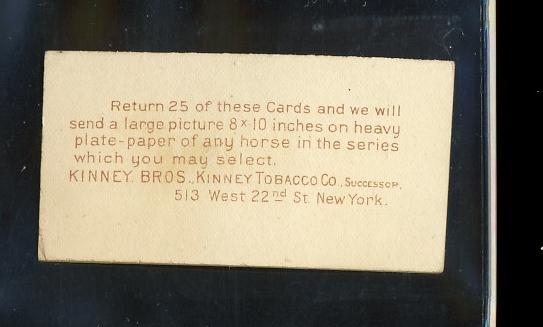 Return 25 of these Cards and we will
send a large picture 8x10 inches on heavy
plate-paper of any horse in the series
which you may select.
KINNEY. BROS., KINNEY TOBACCO CO., SUCCESSOR.
513 West 22nd St. New York.